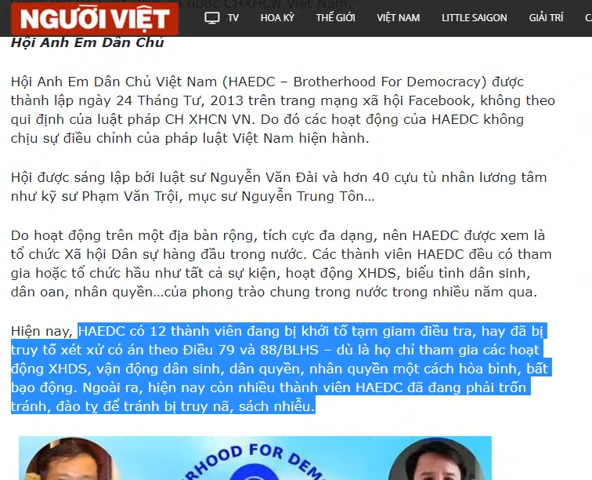 NGƯỜI VIỆT TV HOA KỲ THẾ GIỚI VIỆT NAM LITTLE SAIGON GIẢI TRÍ
Hội Anh Em Dân Chủ
Hội Anh Em Dân Chủ Việt Nam (HAEDC – Brotherhood For Democracy) được
thành lập ngày 24 Tháng Tư, 2013 trên trang mạng xã hội Facebook, không theo
qui định của luật pháp CH XHCN VN. Do đó các hoạt động của HAEDC không
chịu sự điều chỉnh của pháp luật Việt Nam hiện hành.
Hội được sáng lập bởi luật sư Nguyễn Văn Đài và hơn 40 cựu tù nhân lương tâm
như kỹ sư Phạm Văn Trội, mục sư Nguyễn Trung Tôn…
Do hoạt động trên một địa bàn rộng, tích cực đa dạng, nên HAEDC được xem là
tổ chức Xã hội Dân sự hàng đầu trong nước. Các thành viên HAEDC đều có tham
gia hoặc tổ chức hầu như tất cả sự kiện, hoạt động XHDS, biểu tình dân sinh,
dân oan, nhân quyền…của phong trào chung trong nước trong nhiều năm qua.
Hiện nay, HAEDC có 12 thành viên đang bị khởi tố tạm giam điều tra, hay đã bị
truy tố xét xử có án theo Điều 79 và 88/BLHS – dù là họ chỉ tham gia các hoạt
động XHDS, vận động dân sinh, dân quyền, nhân quyền một cách hòa bình, bất
bạo động. Ngoài ra, hiện nay còn nhiều thành viên HAEDC đã đang phải trốn
tránh, đào tỵ để tránh bị truy nã, sách nhiễu.